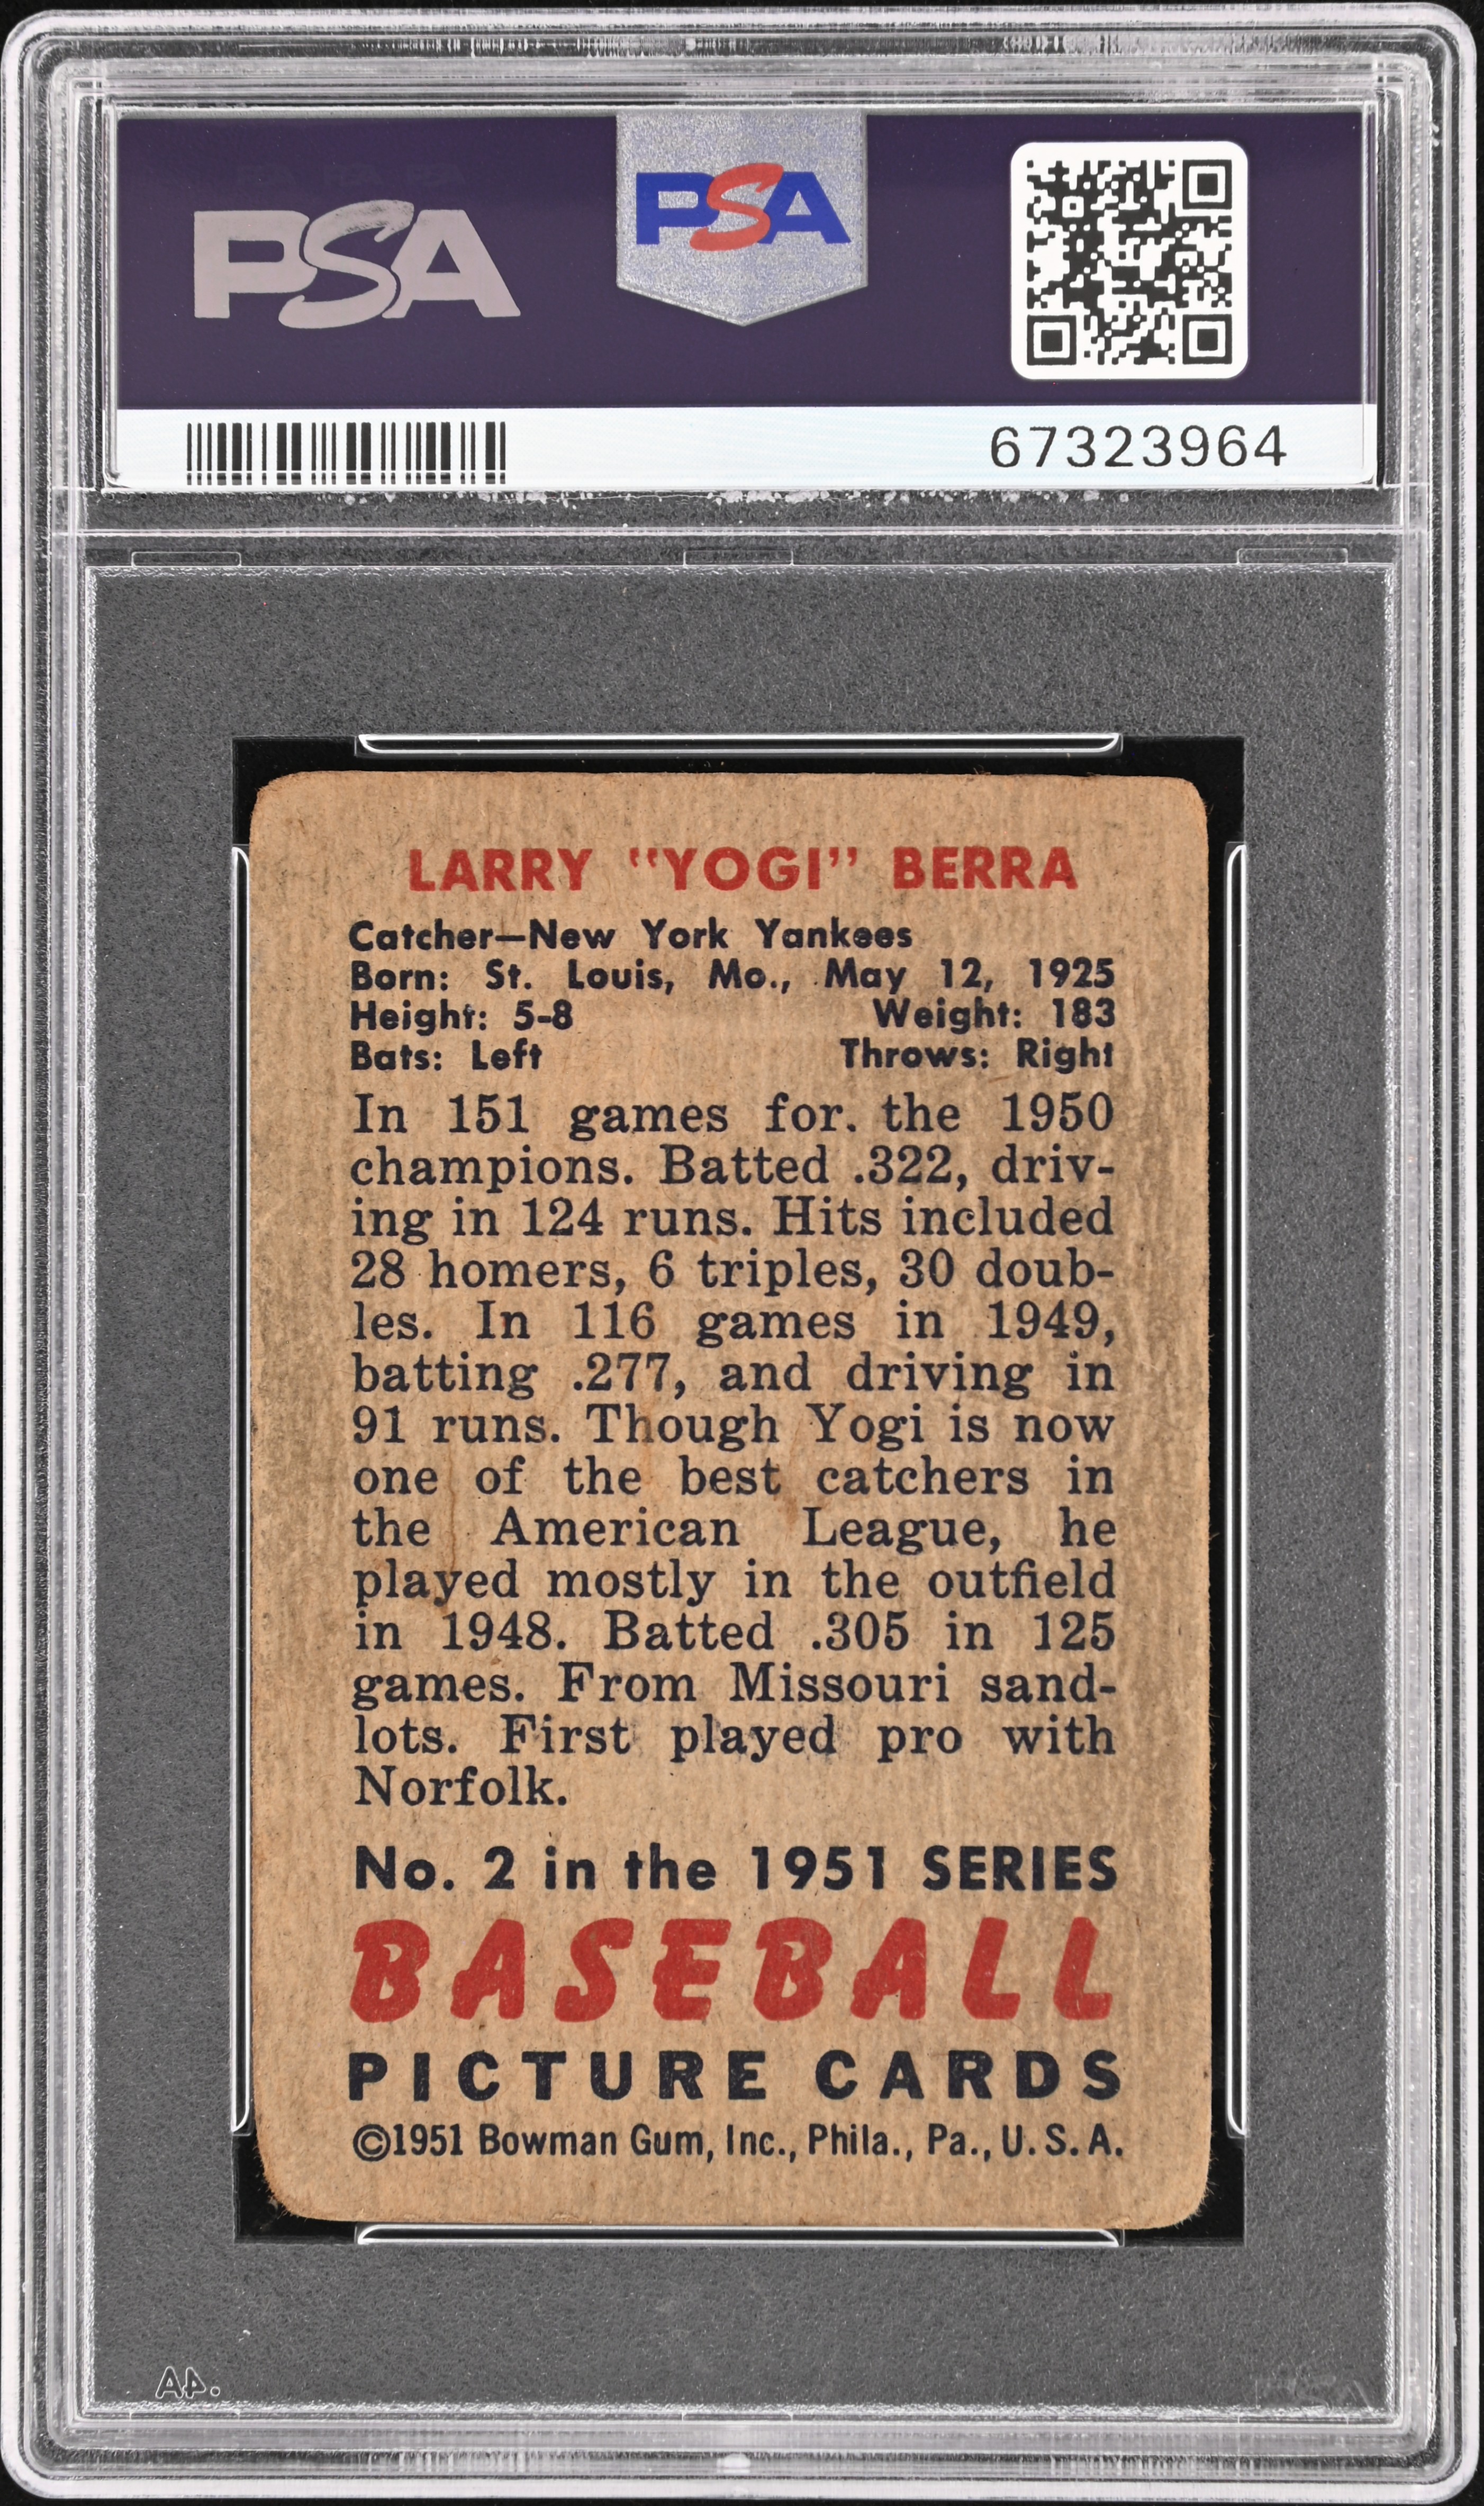 PSA
PSA
67323964
LARRY "YOGI" BERRA
Catcher—New York Yankees
Born: St. Louis, Mo., May 12, 1925
Height: 5-8 Weight: 183
Bats: Left Throws: Right
In 151 games for. the 1950
champions. Batted .322, driv-
ing in 124 runs. Hits included
28 homers, 6 triples, 30 doub-
les. In 116 games in 1949,
batting .277, and driving in
91 runs. Though Yogi is now
one of the best catchers in
the American League, he
played mostly in the outfield
in 1948. Batted .305 in 125
games. From Missouri sand-
lots. First played pro with
Norfolk.
No. 2 in the 1951 SERIES
BASEBALL
PICTURE CARDS
©1951 Bowman Gum, Inc., Phila., Pa., U. S. A.